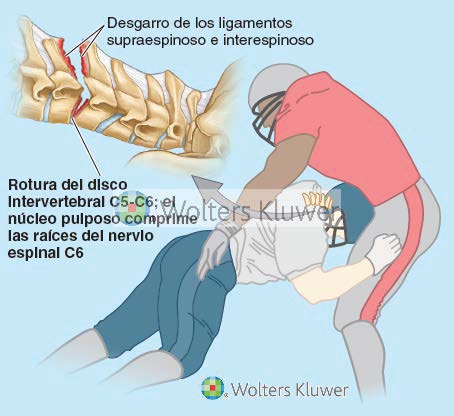 Desgarro de los ligamentos
supraespinoso e interespinoso
Rotura del disco
intervertebral C5-C6; el
núcleo pulposo comprime
las raíces del nervio
espinal C6
Wolters Kluwer
Wolters Kluwer